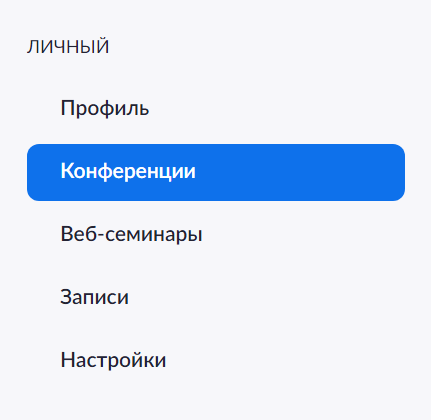 ЛИЧНЫЙ
Профиль
Конференции
Веб-семинары
Записи
Настройки